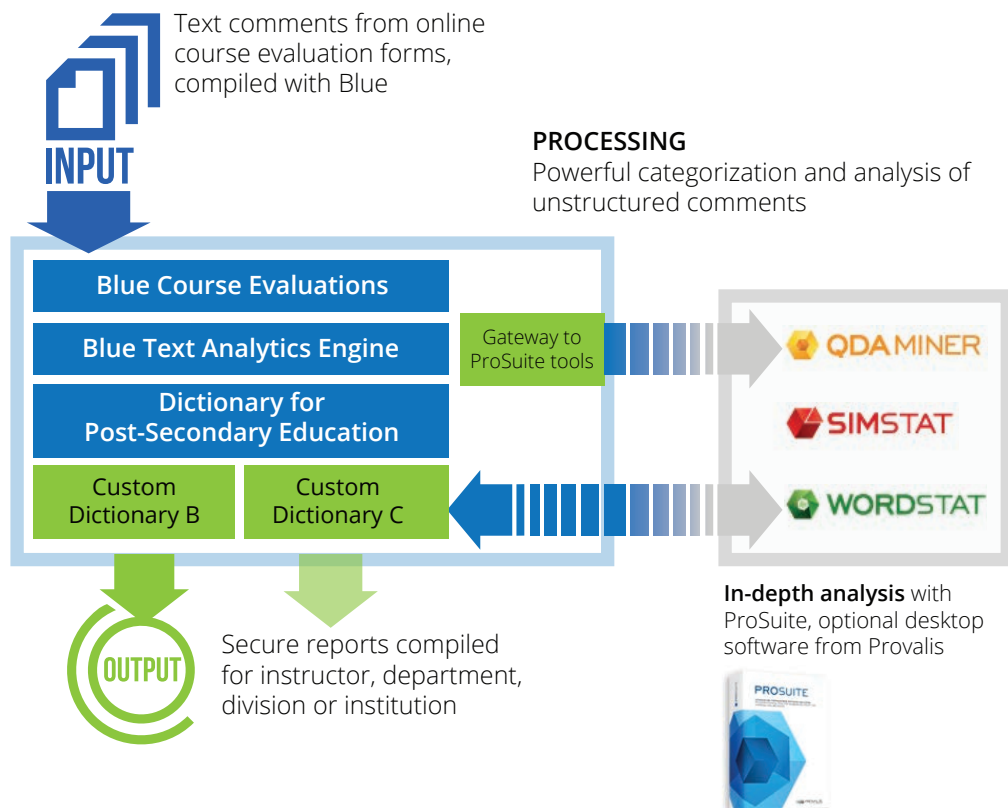 Text comments from online
course evaluation forms,
compiled with Blue
INPUT
PROCESSING
Powerful categorization and analysis of
unstructured comments
Blue Course Evaluations
Blue Text Analytics Engine
Gateway to
ProSuite tools
QDA MINER
Dictionary for
Post-Secondary Education
SIMSTAT
Custom
Dictionary B
Custom
Dictionary C
WORDSTAT
OUTPUT
Secure reports compiled
for instructor, department,
division or institution
In-depth analysis with
ProSuite, optional desktop
software from Provalis
PROSUITE